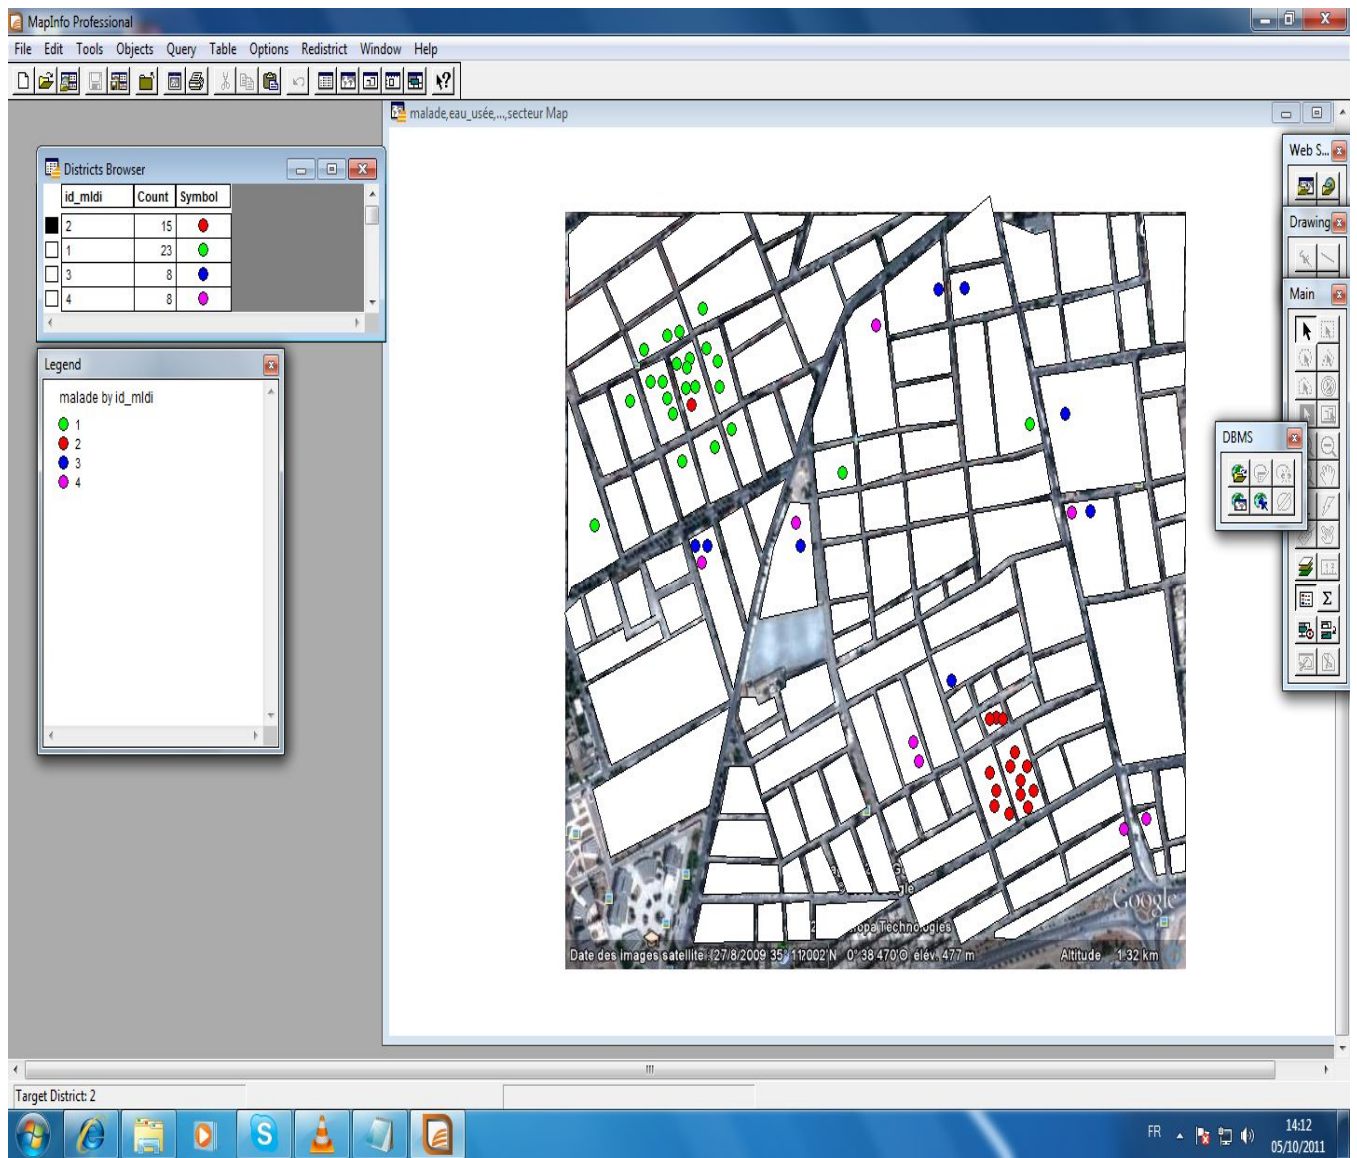 MapInfo Professional
File Edit Tools Objects Query Table Options Redistrict Window Help
malade,eau_usée,...,secteur Map
Districts Browser
id_mldi Count Symbol
2 15
1 23
3 8
4 8
Legend
malade by id_mldi
1
2
3
4
Web S...
Drawing
Main
DBMS
Google
Technologies
Date des images satellite : 27/8/2009 35° 11'002"N 0° 38'470"O élév. 477 m Altitude 1.32 km
Target District: 2
FR
14:12
05/10/2011